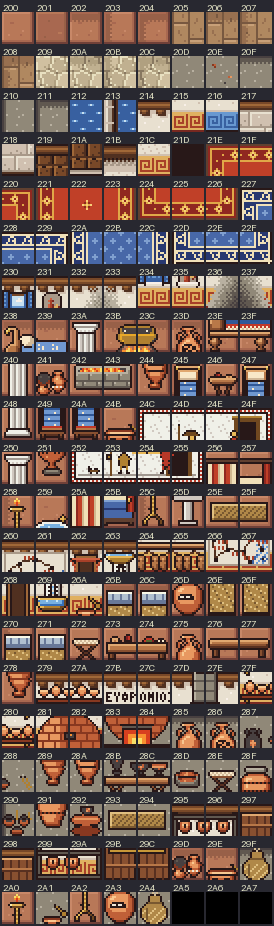 200 201 202 203 204 205 206 207
208 209 20A 20B 20C 20D 20E 20F
210 211 212 213 214 215 216 217
218 219 21A 21B 21C 21D 21E 21F
220 221 222 223 224 225 226 227
228 229 22A 22B 22C 22D 22E 22F
230 231 232 233 234 235 236 237
238 239 23A 23B 23C 23D 23E 23F
240 241 242 243 244 245 246 247
248 249 24A 24B 24C 24D 24E 24F
250 251 252 253 254 255 256 257
258 259 25A 25B 25C 25D 25E 25F
260 261 262 263 264 265 266 267
268 269 26A 26B 26C 26D 26E 26F
270 271 272 273 274 275 276 277
278 279 27A 27B 27C 27D 27E 27F
ΕΥΦΡΟΝΙΟΣ
280 281 282 283 284 285 286 287
288 289 28A 28B 28C 28D 28E 28F
290 291 292 293 294 295 296 297
298 299 29A 29B 29C 29D 29E 29F
2A0 2A1 2A2 2A3 2A4 2A5 2A6 2A7